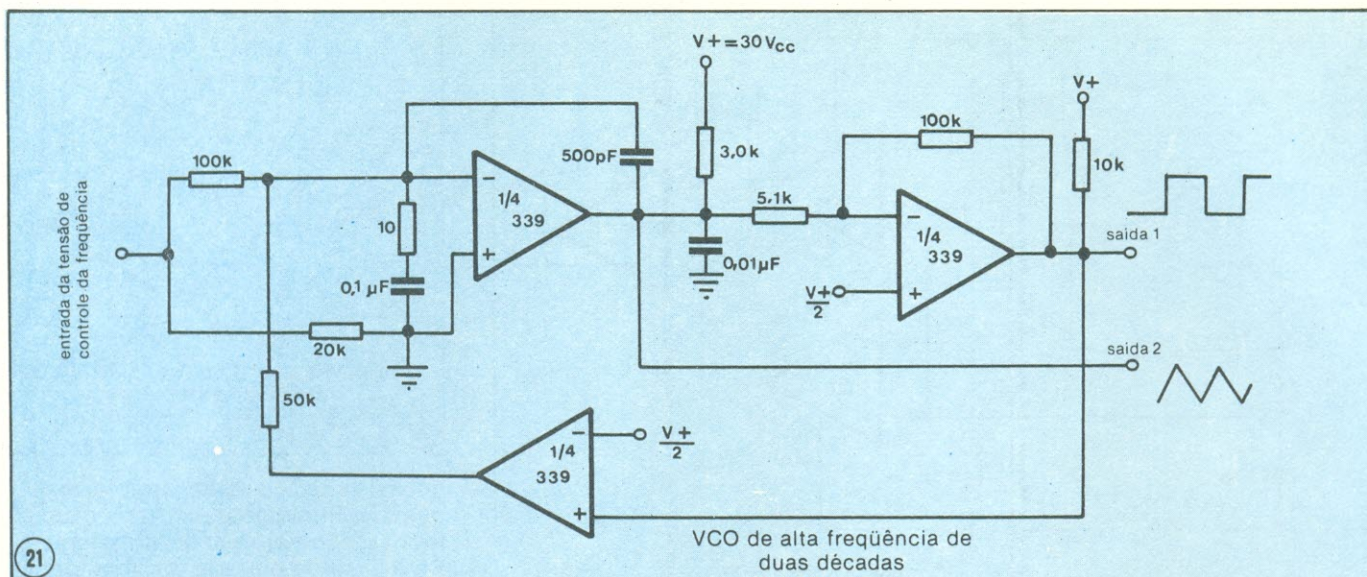 V+ = 30 Vcc
V+
100k
100k
500pF
3,0k
10k
entrada da tensão de
controle da freqüência
−
1/4
339
+
10
0,1 µF
5,1k
−
1/4
339
+
0,01µF
V+
2
saída 1
20k
saída 2
50k
−
1/4
339
+
V+
2
21
VCO de alta freqüência de
duas décadas